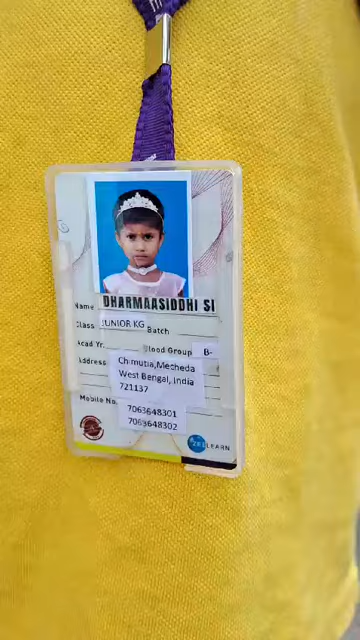 Name DHARMAASIDDHI SI
Class JUNIOR KG Batch
Acad Yr. Blood Group B-
Address Chimutia,Mecheda
West Bengal, India
721137
Mobile No. 7063648301
7063648302
LEARN